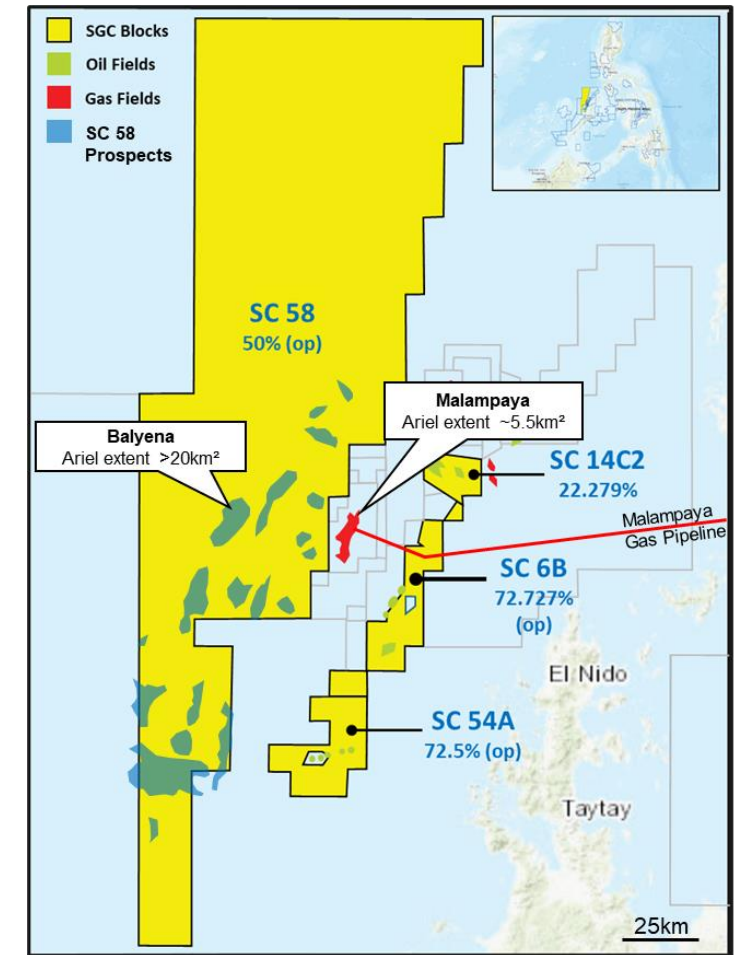 SGC Blocks
Oil Fields
Gas Fields
SC 58
Prospects
SC 58
50% (op)
Malampaya
Ariel extent ~5.5km²
Balyena
Ariel extent >20km²
SC 14C2
22.279%
Malampaya
Gas Pipeline
SC 6B
72.727%
(op)
El Nido
SC 54A
72.5% (op)
Taytay
25km